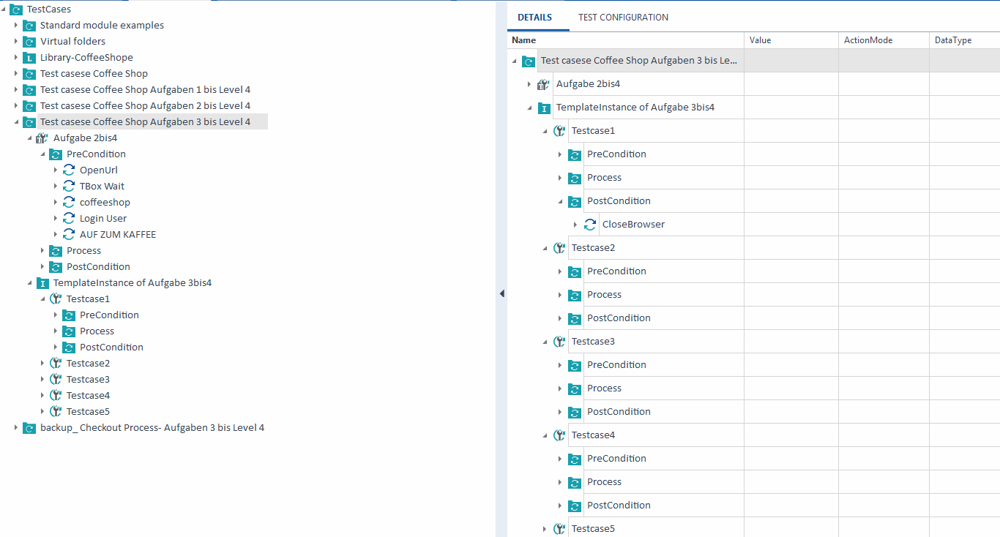 TestCases
Standard module examples
Virtual folders
Library-CoffeeShope
Test casese Coffee Shop
Test casese Coffee Shop Aufgaben 1 bis Level 4
Test casese Coffee Shop Aufgaben 2 bis Level 4
Test casese Coffee Shop Aufgaben 3 bis Level 4
Aufgabe 2bis4
PreCondition
OpenUrl
TBox Wait
coffeeshop
Login User
AUF ZUM KAFFEE
Process
PostCondition
TemplateInstance of Aufgabe 3bis4
Testcase1
PreCondition
Process
PostCondition
Testcase2
Testcase3
Testcase4
Testcase5
backup_ Checkout Process- Aufgaben 3 bis Level 4
DETAILS TEST CONFIGURATION
Name Value ActionMode DataType
Test casese Coffee Shop Aufgaben 3 bis Le...
Aufgabe 2bis4
TemplateInstance of Aufgabe 3bis4
Testcase1
PreCondition
Process
PostCondition
CloseBrowser
Testcase2
PreCondition
Process
PostCondition
Testcase3
PreCondition
Process
PostCondition
Testcase4
PreCondition
Process
PostCondition
Testcase5